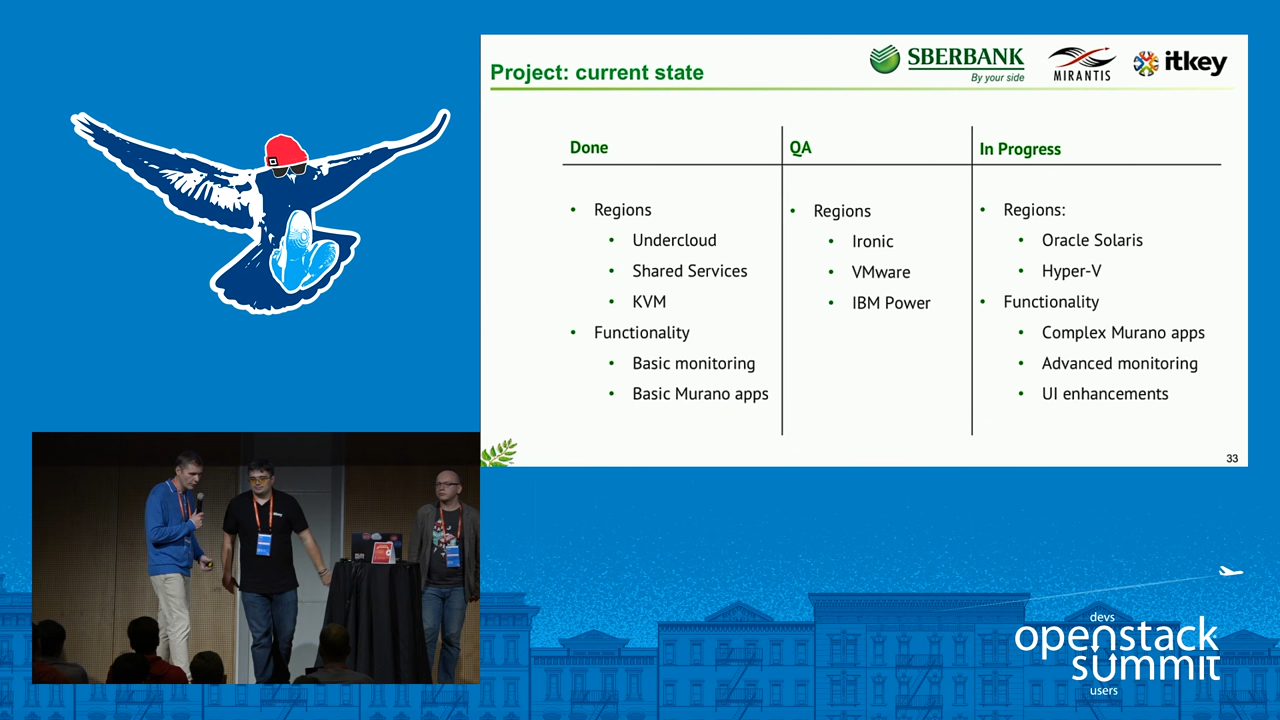 Project: current state
SBERBANK
By your side
MIRANTIS
itkey
Done
QA
In Progress
• Regions
• Undercloud
• Shared Services
• KVM
• Functionality
• Basic monitoring
• Basic Murano apps
• Regions
• Ironic
• VMware
• IBM Power
• Regions:
• Oracle Solaris
• Hyper-V
• Functionality
• Complex Murano apps
• Advanced monitoring
• UI enhancements
33
devs
openstack
summit
users